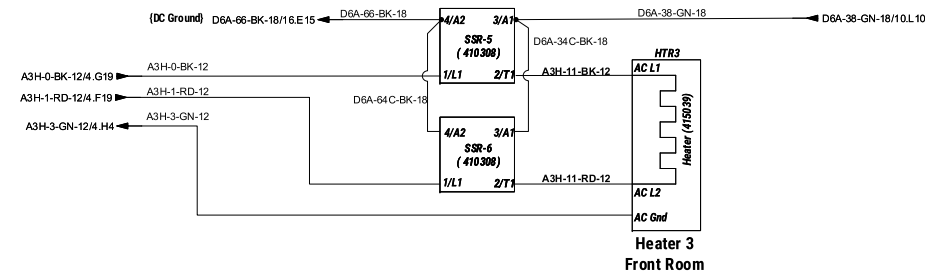 {DC Ground} D6A-66-BK-18/16.E15
D6A-66-BK-18
4/A2
3/A1
D6A-38-GN-18
D6A-38-GN-18/10.L10
SSR-5
( 410308)
D6A-34C-BK-18
HTR3
A3H-0-BK-12/4.G19
A3H-0-BK-12
1/L1
2/T1
A3H-11-BK-12
AC L1
A3H-1-RD-12/4.F19
A3H-1-RD-12
D6A-64C-BK-18
Heater (415039)
A3H-3-GN-12/4.H4
A3H-3-GN-12
4/A2
3/A1
SSR-6
( 410308)
1/L1
2/T1
A3H-11-RD-12
AC L2
AC Gnd
Heater 3
Front Room